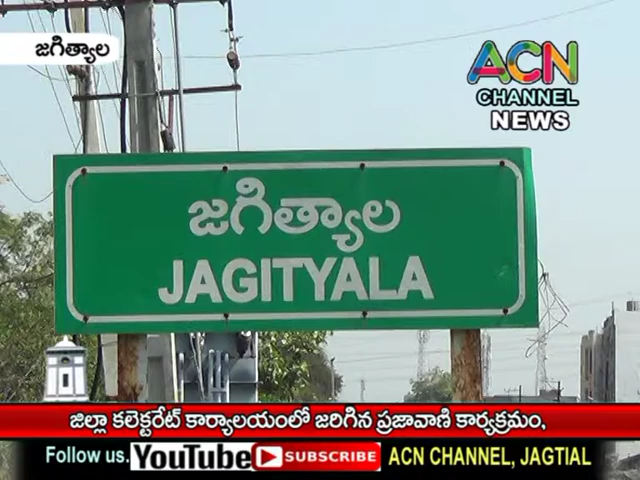 జగిత్యాల
ACN
CHANNEL
NEWS
జగిత్యాల
JAGITYALA
జిల్లా కలెక్టరేట్ కార్యాలయంలో జరిగిన ప్రజావాణి కార్యక్రమం.
Follow us. YouTube SUBSCRIBE ACN CHANNEL, JAGTIAL